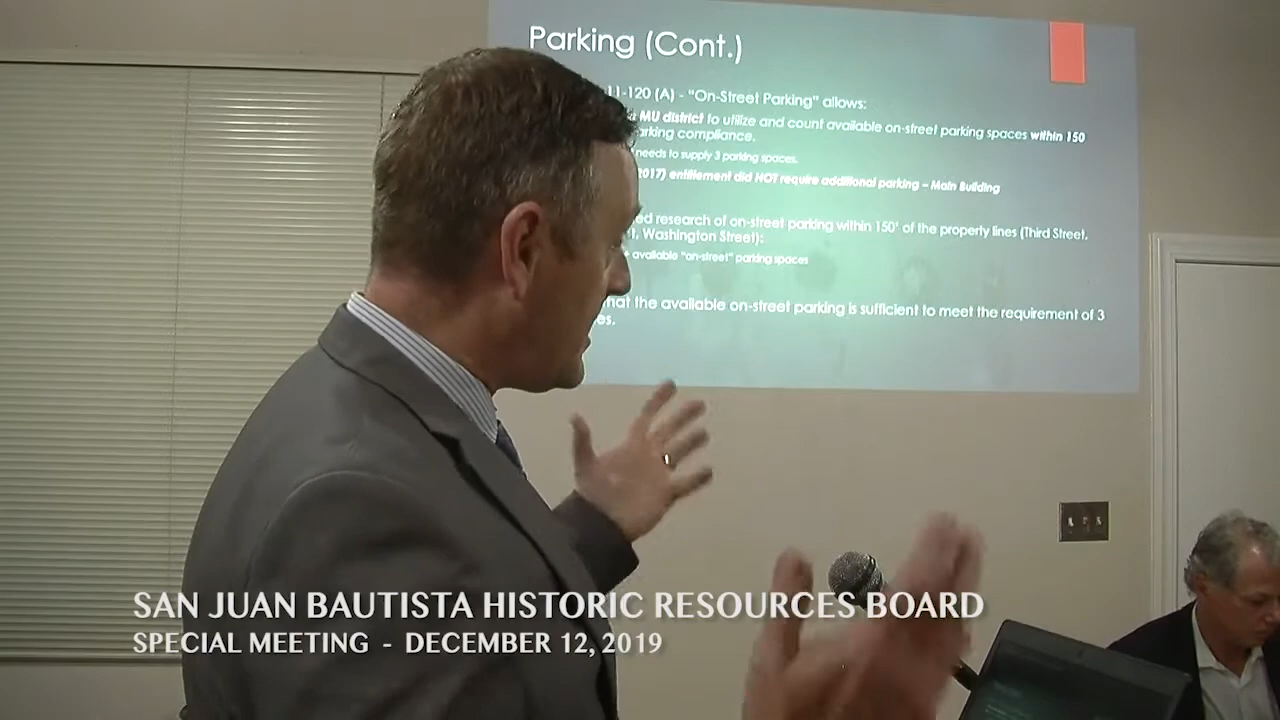 Parking (Cont.)
11-120 (A) - "On-Street Parking" allows:
MU district to utilize and count available on-street parking spaces within 150
arking compliance.
needs to supply 3 parking spaces.
2017) entitlement did NOT require additional parking – Main Building
ed research of on-street parking within 150' of the property lines (Third Street,
t, Washington Street):
available "on-street" parking spaces
hat the available on-street parking is sufficient to meet the requirement of 3
es.
SAN JUAN BAUTISTA HISTORIC RESOURCES BOARD
SPECIAL MEETING - DECEMBER 12, 2019